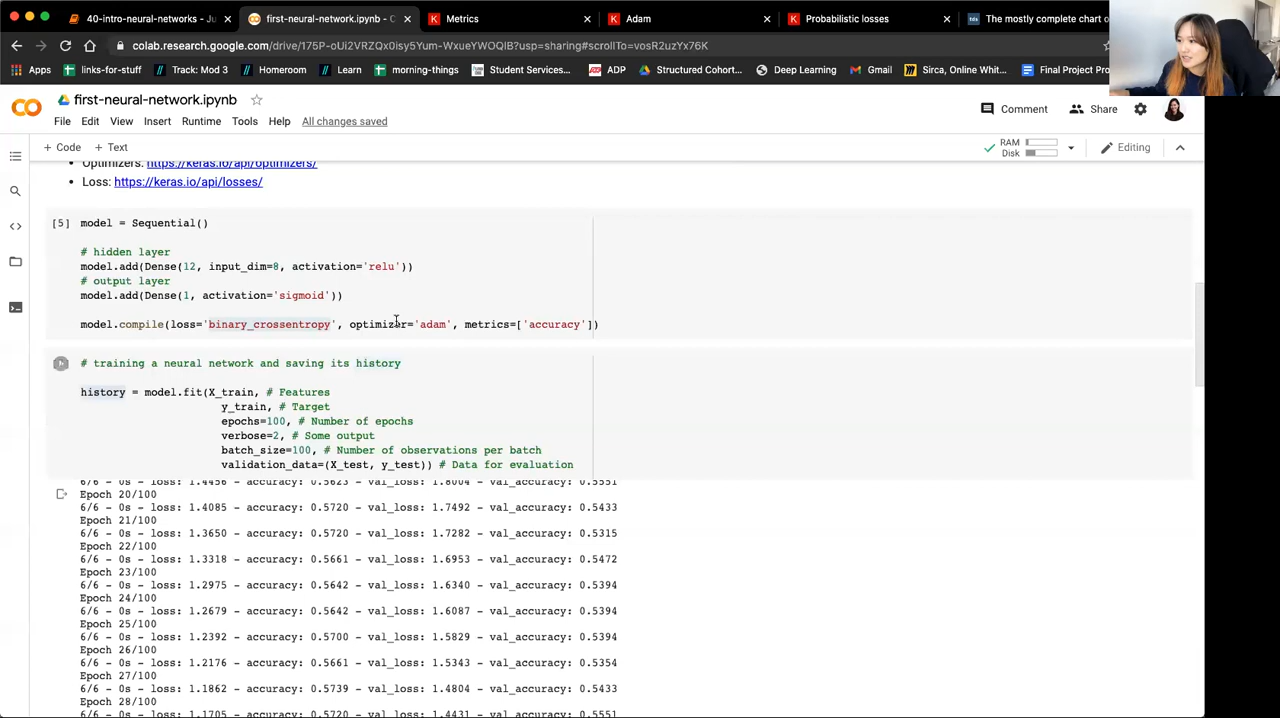 40-intro-neural-networks - Ju
first-neural-network.ipynb - C
Metrics
Adam
Probabilistic losses
The mostly complete chart o
colab.research.google.com/drive/175P-oUi2VRZQx0isy5Yum-WxueYWOQlB?usp=sharing#scrollTo=vosR2uzYx76K
Apps
links-for-stuff
Track: Mod 3
Homeroom
Learn
morning-things
Student Services...
ADP
Structured Cohort...
Deep Learning
Gmail
Sirca, Online Whit...
Final Project Pro
first-neural-network.ipynb
Comment
Share
File Edit View Insert Runtime Tools Help All changes saved
+ Code + Text
RAM
Disk
Editing
• Optimizers: https://keras.io/api/optimizers/
• Loss: https://keras.io/api/losses/
[5] model = Sequential()
# hidden layer
model.add(Dense(12, input_dim=8, activation='relu'))
# output layer
model.add(Dense(1, activation='sigmoid'))
model.compile(loss='binary_crossentropy', optimizer='adam', metrics=['accuracy'])
# training a neural network and saving its history
history = model.fit(X_train, # Features
y_train, # Target
epochs=100, # Number of epochs
verbose=2, # Some output
batch_size=100, # Number of observations per batch
validation_data=(X_test, y_test)) # Data for evaluation
6/6 - 0s - loss: 1.4456 - accuracy: 0.5623 - val_loss: 1.8004 - val_accuracy: 0.5551
Epoch 20/100
6/6 - 0s - loss: 1.4085 - accuracy: 0.5720 - val_loss: 1.7492 - val_accuracy: 0.5433
Epoch 21/100
6/6 - 0s - loss: 1.3650 - accuracy: 0.5720 - val_loss: 1.7282 - val_accuracy: 0.5315
Epoch 22/100
6/6 - 0s - loss: 1.3318 - accuracy: 0.5661 - val_loss: 1.6953 - val_accuracy: 0.5472
Epoch 23/100
6/6 - 0s - loss: 1.2975 - accuracy: 0.5642 - val_loss: 1.6340 - val_accuracy: 0.5394
Epoch 24/100
6/6 - 0s - loss: 1.2679 - accuracy: 0.5642 - val_loss: 1.6087 - val_accuracy: 0.5394
Epoch 25/100
6/6 - 0s - loss: 1.2392 - accuracy: 0.5700 - val_loss: 1.5829 - val_accuracy: 0.5394
Epoch 26/100
6/6 - 0s - loss: 1.2176 - accuracy: 0.5661 - val_loss: 1.5343 - val_accuracy: 0.5354
Epoch 27/100
6/6 - 0s - loss: 1.1862 - accuracy: 0.5739 - val_loss: 1.4804 - val_accuracy: 0.5433
Epoch 28/100
6/6 - 0s - loss: 1.1705 - accuracy: 0.5720 - val_loss: 1.4431 - val_accuracy: 0.5551